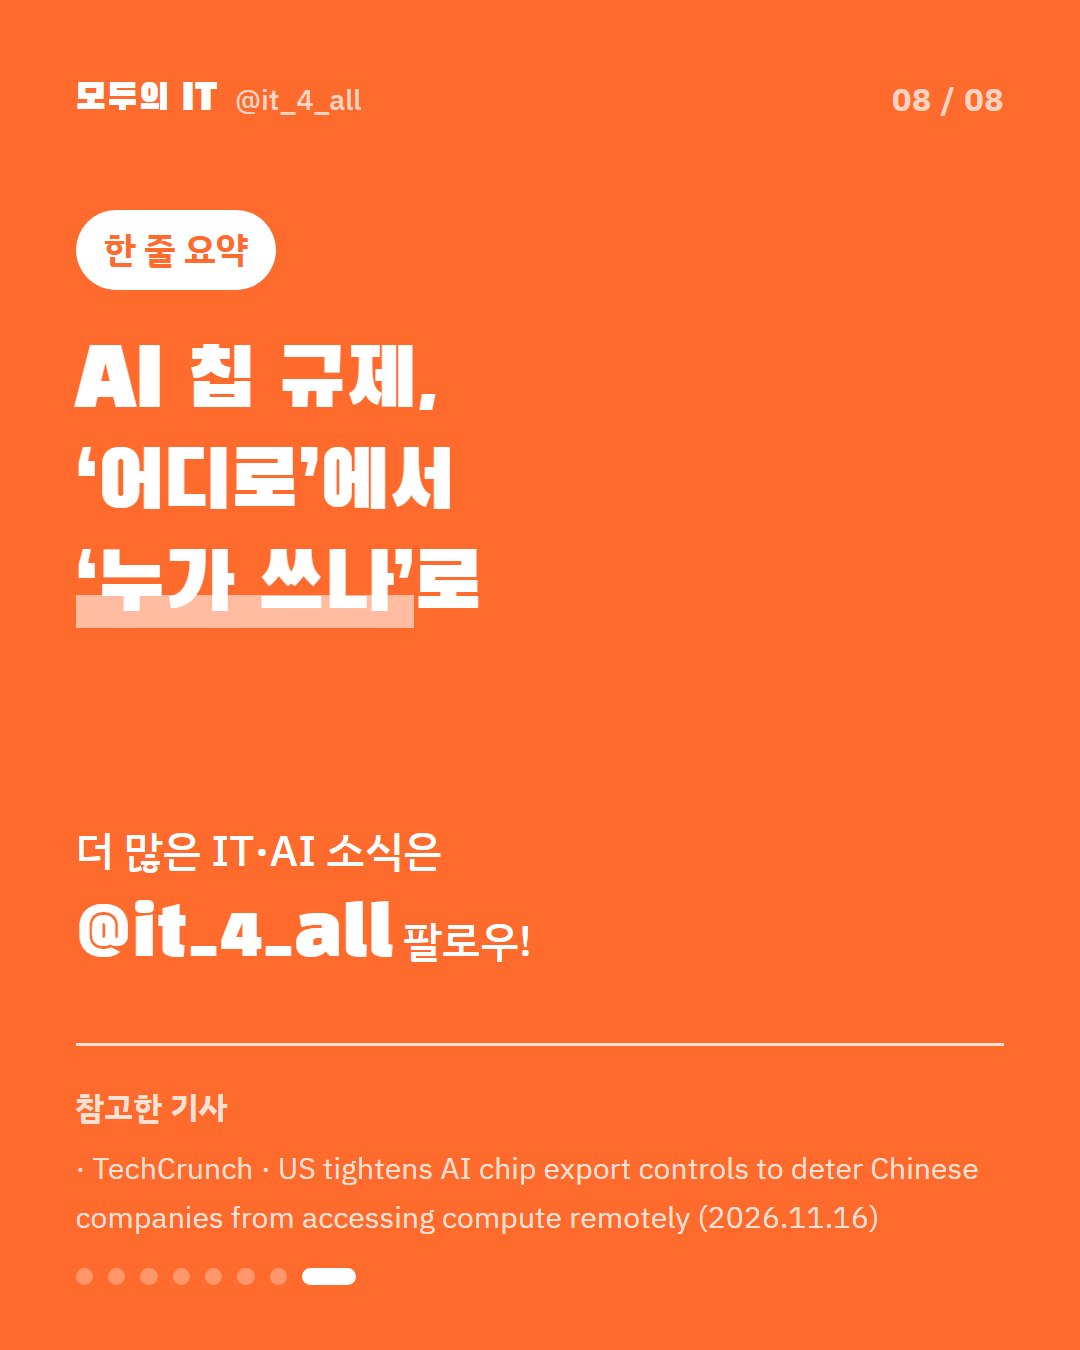 모두의 IT @it_4_all
08 / 08
한 줄 요약
AI 칩 규제,
‘어디로’에서
‘누가 쓰나’로
더 많은 IT·AI 소식은
@it_4_all 팔로우!
참고한 기사
· TechCrunch · US tightens AI chip export controls to deter Chinese
companies from accessing compute remotely (2026.11.16)